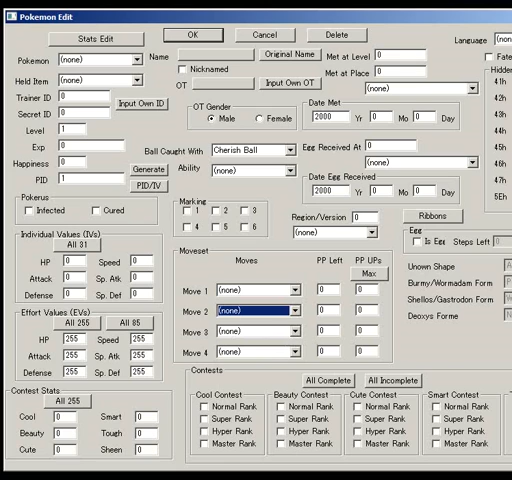 Pokemon Edit
Stats Edit
OK
Cancel
Delete
Language
Pokemon (none)
Name
Original Name
Met at Level 0
Nicknamed
Met at Place 0
Held Item (none)
OT
Input Own OT
(none)
Hidden
41h
42h
43h
44h
45h
46h
47h
5Eh
Trainer ID 0
Secret ID 0
Input Own ID
OT Gender
Male
Female
Date Met
2000 Yr 0 Mo 0 Day
Level 1
Exp 0
Happiness 0
PID 1
Generate
PID/IV
Ball Caught With Cherish Ball
Ability (none)
Egg Received At 0
(none)
Date Egg Received
2000 Yr 0 Mo 0 Day
Pokerus
Infected
Cured
Marking
1 2 3
4 5 6
Region/Version 0
(none)
Ribbons
Egg
Is Egg
Steps Left 0
Individual Values (IVs)
All 31
HP 0 Speed 0
Attack 0 Sp. Atk 0
Defense 0 Sp. Def 0
Moveset
Moves
PP Left
PP UPs
Max
Move 1 (none) 0 0
Move 2 (none) 0 0
Move 3 (none) 0 0
Move 4 (none) 0 0
Unown Shape
Burmy/Wormadam Form
Shellos/Gastrodon Form
Deoxys Forme
Effort Values (EVs)
All 255
All 85
HP 255 Speed 255
Attack 255 Sp. Atk 255
Defense 255 Sp. Def 255
Contest Stats
All 255
Cool 0 Smart 0
Beauty 0 Tough 0
Cute 0 Sheen 0
Contests
All Complete
All Incomplete
Cool Contest
Normal Rank
Super Rank
Hyper Rank
Master Rank
Beauty Contest
Normal Rank
Super Rank
Hyper Rank
Master Rank
Cute Contest
Normal Rank
Super Rank
Hyper Rank
Master Rank
Smart Contest
Normal Rank
Super Rank
Hyper Rank
Master Rank